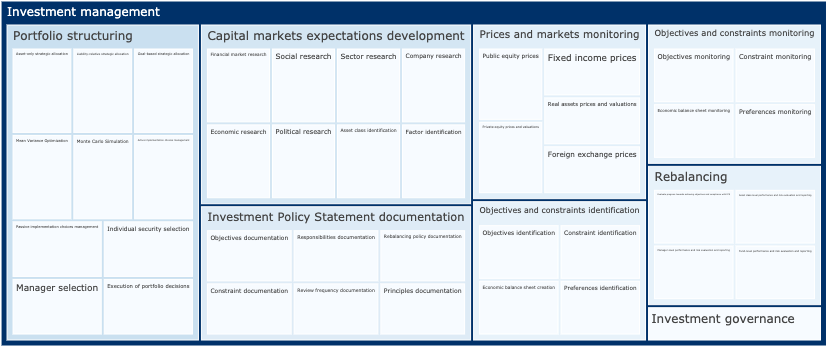 Investment management
Portfolio structuring
Asset-only strategic allocation
Liability-relative strategic allocation
Goal based strategic allocation
Mean Variance Optimisation
Monte Carlo Simulation
Active implementation choices management
Passive implementation choices management
Individual security selection
Manager selection
Execution of portfolio decisions
Capital markets expectations development
Financial market research
Social research
Sector research
Company research
Economic research
Political research
Asset class identification
Factor identification
Investment Policy Statement documentation
Objectives documentation
Responsibilities documentation
Rebalancing policy documentation
Constraint documentation
Review frequency documentation
Principles documentation
Prices and markets monitoring
Public equity prices
Fixed income prices
Real assets prices and valuations
Private equity prices and valuations
Foreign exchange prices
Objectives and constraints identification
Objectives identification
Constraint identification
Economic balance sheet creation
Preferences identification
Objectives and constraints monitoring
Objectives monitoring
Constraint monitoring
Economic balance sheet monitoring
Preferences monitoring
Rebalancing
Investment governance